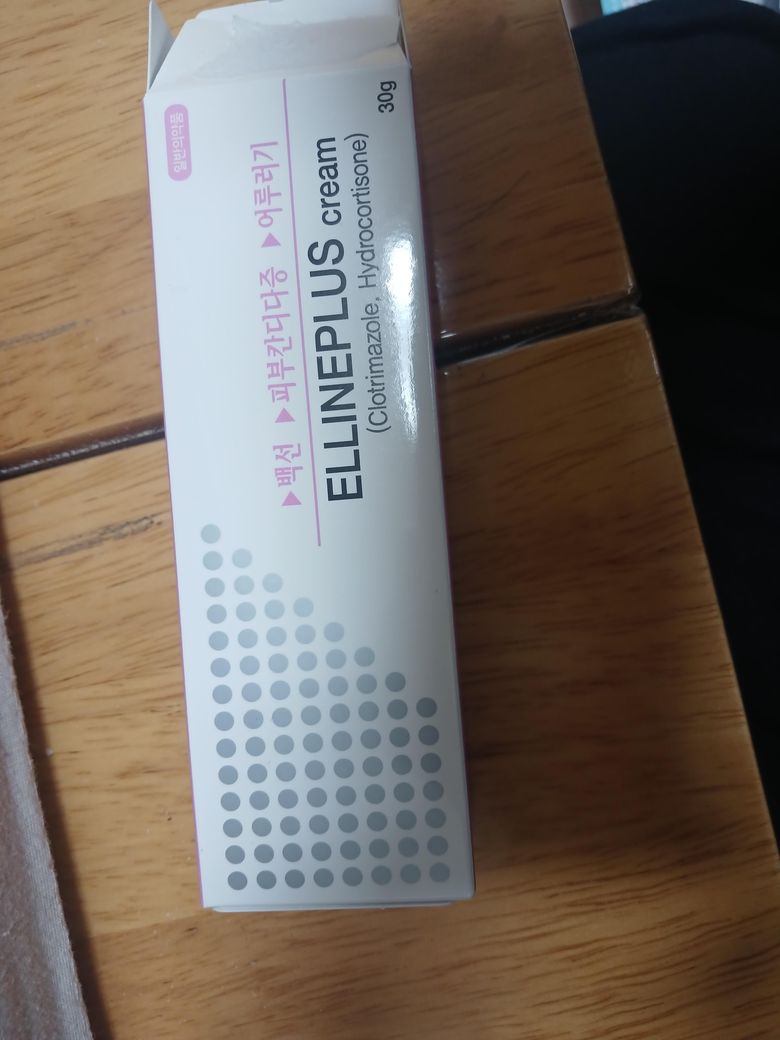 일반의약품
▶백선 ▶피부칸디다증 ▶어루러기
ELLINEPLUS cream
(Clotrimazole, Hydrocortisone)
30g